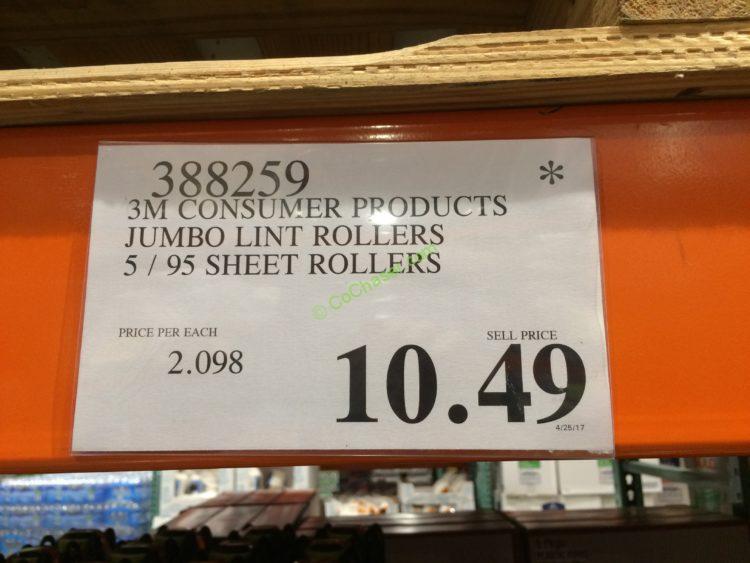 388259 *
3M CONSUMER PRODUCTS
JUMBO LINT ROLLERS
5 / 95 SHEET ROLLERS
© CoChaser.com
PRICE PER EACH
2.098
SELL PRICE
10.49
4/25/17